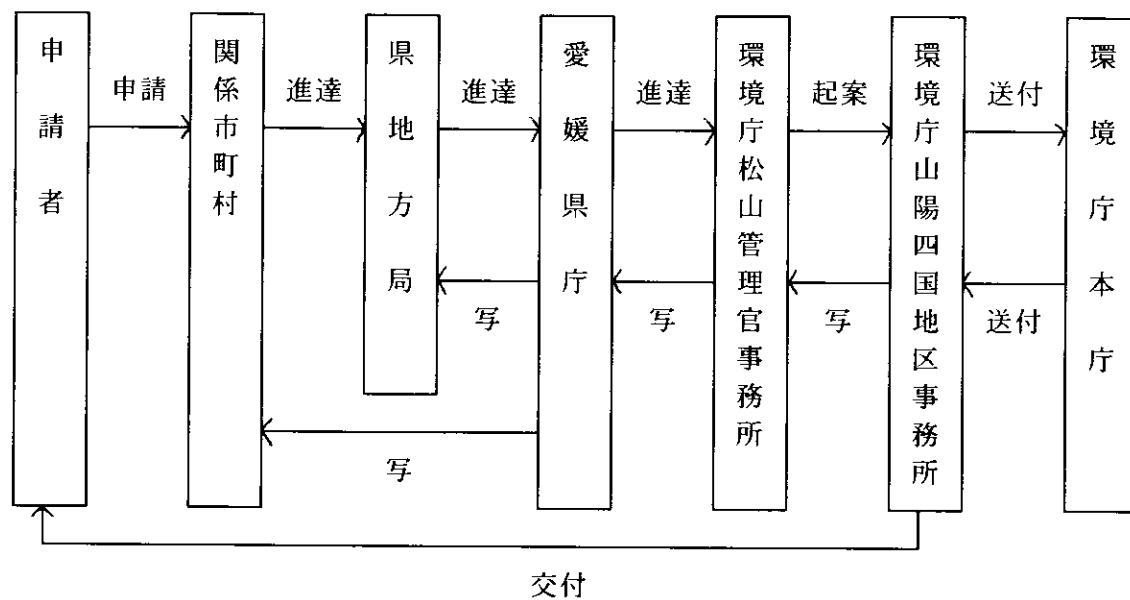 申請者
申請
関係市町村
進達
県地方局
進達
愛媛県庁
進達
環境庁松山管理官事務所
起案
環境庁山陽四国地区事務所
送付
環境庁本庁
写
写
写
送付
写
交付